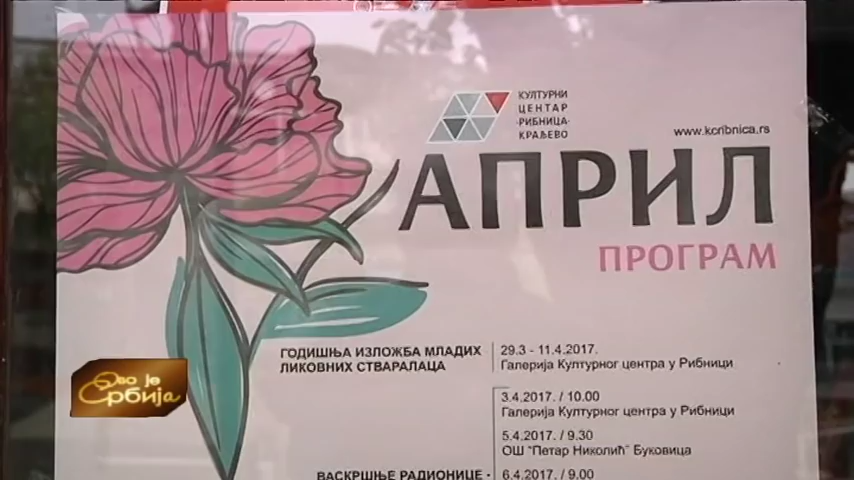 КУЛТУРНИ
ЦЕНТАР
·РИБНИЦА·
КРАЉЕВО
www.kcribnica.rs
АПРИЛ
ПРОГРАМ
ГОДИШЊА ИЗЛОЖБА МЛАДИХ
ЛИКОВНИХ СТВАРАЛАЦА
29.3 - 11.4.2017.
Галерија Културног центра у Рибници
3.4.2017. / 10.00
Галерија Културног центра у Рибници
5.4.2017. / 9.30
ОШ "Петар Николић" Буковица
ВАСКРШЊЕ РАДИОНИЦЕ -
6.4.2017. / 9.00
Ово је
Србија